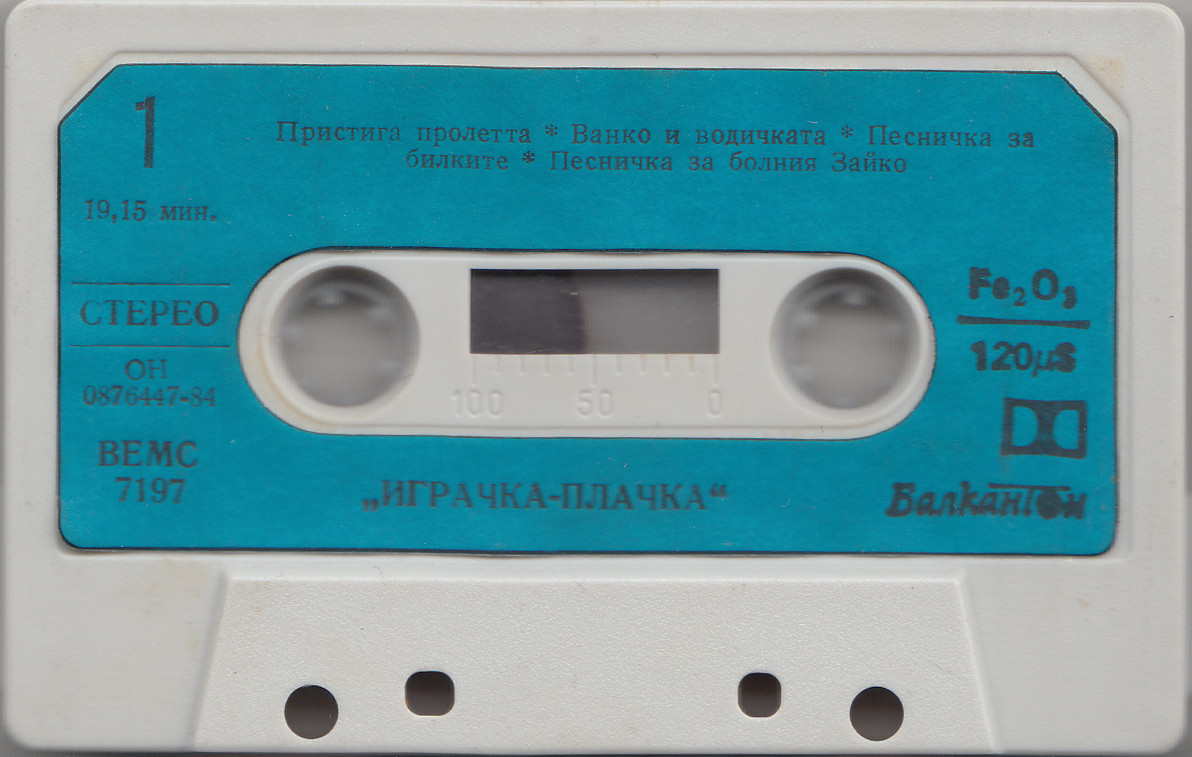 1
Пристига пролетта * Ванко и водичката * Песничка за
билките * Песничка за болния Зайко
19,15 мин.
СТЕРЕО
ОН
0876447-84
ВЕМС
7197
Fe₂O₃
120µS
100 50 0
„ИГРАЧКА-ПЛАЧКА“
Балкантон